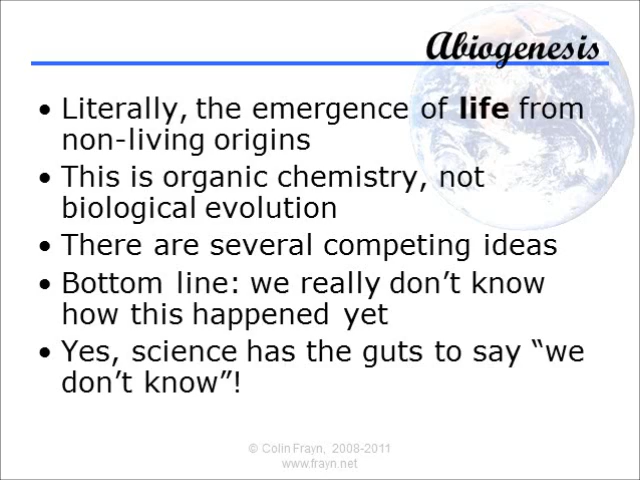 Abiogenesis
• Literally, the emergence of life from
non-living origins
• This is organic chemistry, not
biological evolution
• There are several competing ideas
• Bottom line: we really don’t know
how this happened yet
• Yes, science has the guts to say “we
don’t know”!
© Colin Frayn, 2008-2011
www.frayn.net